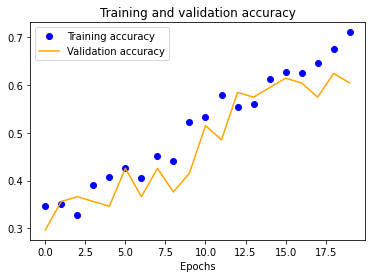 Training and validation accuracy
Training accuracy
Validation accuracy
0.7
0.6
0.5
0.4
0.3
0.0 2.5 5.0 7.5 10.0 12.5 15.0 17.5
Epochs